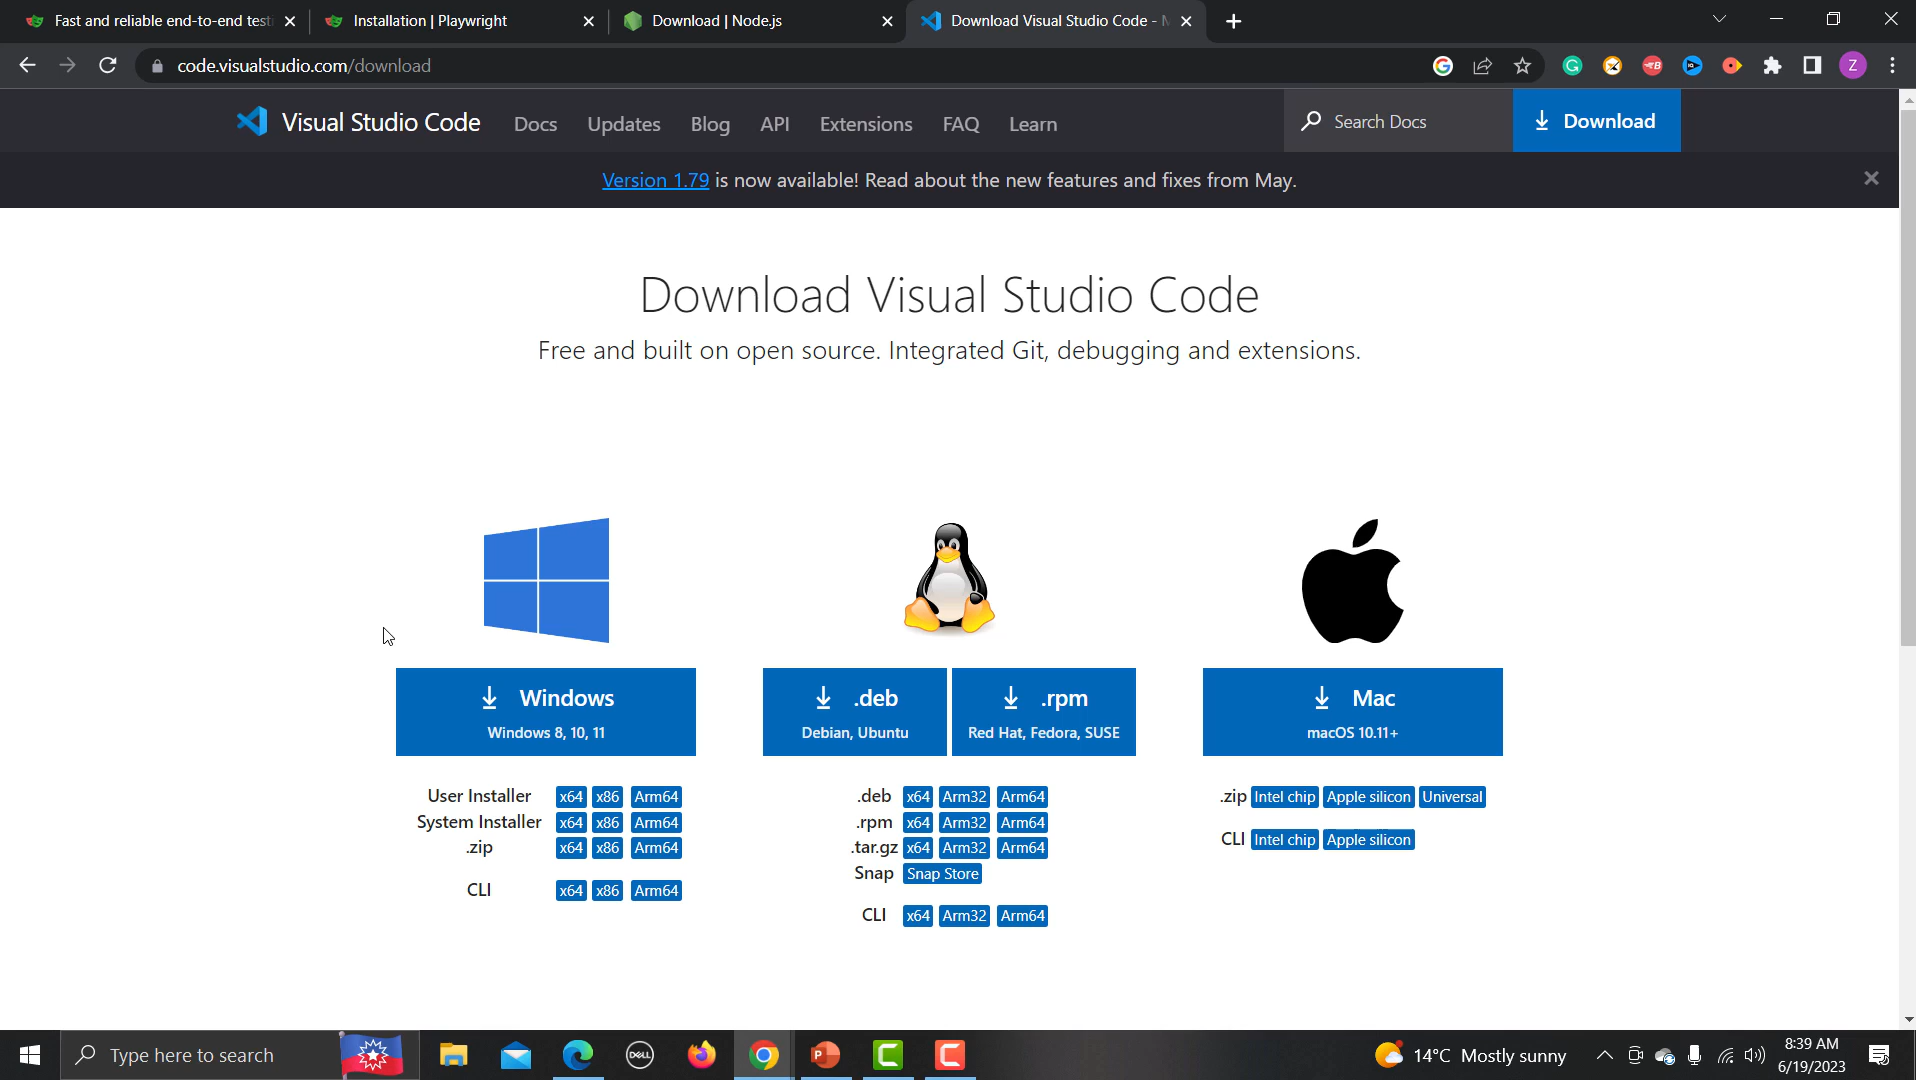 Fast and reliable end-to-end testi
Installation | Playwright
Download | Node.js
Download Visual Studio Code - M
code.visualstudio.com/download
Z
Visual Studio Code
Docs
Updates
Blog
API
Extensions
FAQ
Learn
Search Docs
Download
Version 1.79 is now available! Read about the new features and fixes from May.
Download Visual Studio Code
Free and built on open source. Integrated Git, debugging and extensions.
Windows
Windows 8, 10, 11
User Installer x64 x86 Arm64
System Installer x64 x86 Arm64
.zip x64 x86 Arm64
CLI x64 x86 Arm64
.deb
Debian, Ubuntu
.rpm
Red Hat, Fedora, SUSE
.deb x64 Arm32 Arm64
.rpm x64 Arm32 Arm64
.tar.gz x64 Arm32 Arm64
Snap Snap Store
CLI x64 Arm32 Arm64
Mac
macOS 10.11+
.zip Intel chip Apple silicon Universal
CLI Intel chip Apple silicon
Type here to search
DELL
14°C Mostly sunny
8:39 AM
6/19/2023